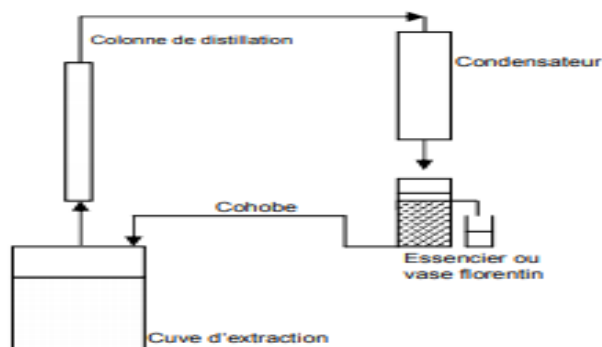 Colonne de distillation
Condensateur
Cohobe
Essencier ou
vase florentin
Cuve d'extraction